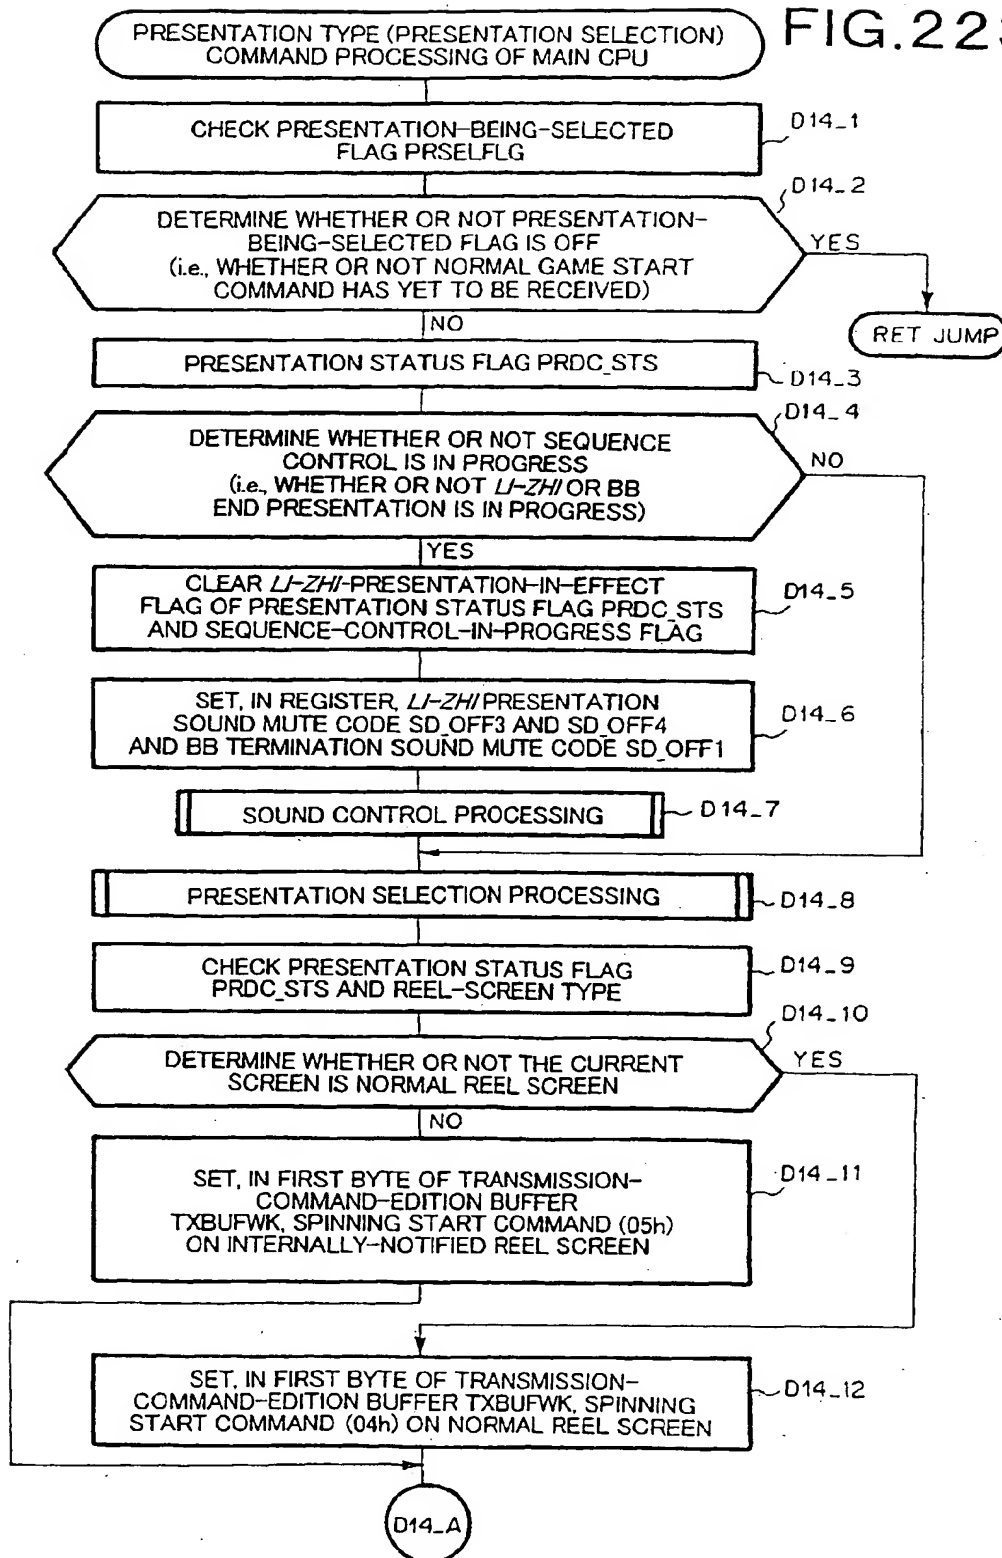 FIG.223
PRESENTATION TYPE (PRESENTATION SELECTION)
COMMAND PROCESSING OF MAIN CPU
CHECK PRESENTATION-BEING-SELECTED
FLAG PRSELFLG
D14_1
D14_2
DETERMINE WHETHER OR NOT PRESENTATION-
BEING-SELECTED FLAG IS OFF
(i.e., WHETHER OR NOT NORMAL GAME START
COMMAND HAS YET TO BE RECEIVED)
YES
NO
RET JUMP
PRESENTATION STATUS FLAG PRDC_STS
D14_3
D14_4
DETERMINE WHETHER OR NOT SEQUENCE
CONTROL IS IN PROGRESS
(i.e., WHETHER OR NOT LI-ZHI OR BB
END PRESENTATION IS IN PROGRESS)
NO
YES
CLEAR LI-ZHI-PRESENTATION-IN-EFFECT
FLAG OF PRESENTATION STATUS FLAG PRDC_STS
AND SEQUENCE-CONTROL-IN-PROGRESS FLAG
D14_5
SET, IN REGISTER, LI-ZHI PRESENTATION
SOUND MUTE CODE SD_OFF3 AND SD_OFF4
AND BB TERMINATION SOUND MUTE CODE SD_OFF1
D14_6
SOUND CONTROL PROCESSING
D14_7
PRESENTATION SELECTION PROCESSING
D14_8
CHECK PRESENTATION STATUS FLAG
PRDC_STS AND REEL-SCREEN TYPE
D14_9
D14_10
DETERMINE WHETHER OR NOT THE CURRENT
SCREEN IS NORMAL REEL SCREEN
YES
NO
SET, IN FIRST BYTE OF TRANSMISSION-
COMMAND-EDITION BUFFER
TXBUFWK, SPINNING START COMMAND (05h)
ON INTERNALLY-NOTIFIED REEL SCREEN
D14_11
SET, IN FIRST BYTE OF TRANSMISSION-
COMMAND-EDITION BUFFER TXBUFWK, SPINNING
START COMMAND (04h) ON NORMAL REEL SCREEN
D14_12
D14_A